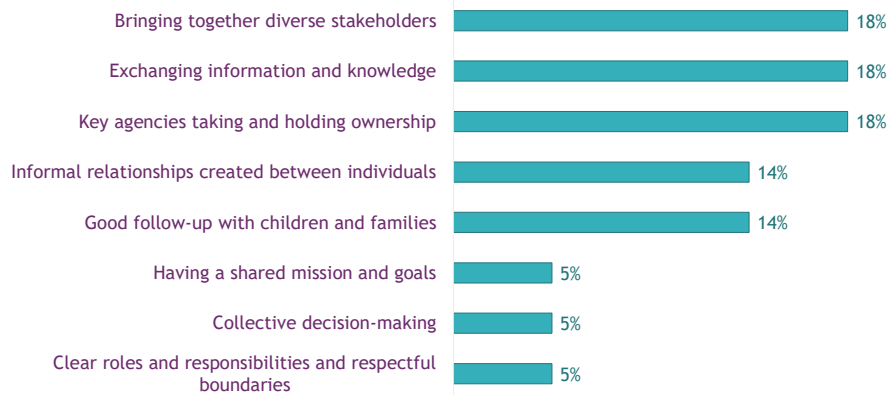 Bringing together diverse stakeholders 18%
Exchanging information and knowledge 18%
Key agencies taking and holding ownership 18%
Informal relationships created between individuals 14%
Good follow-up with children and families 14%
Having a shared mission and goals 5%
Collective decision-making 5%
Clear roles and responsibilities and respectful
boundaries 5%